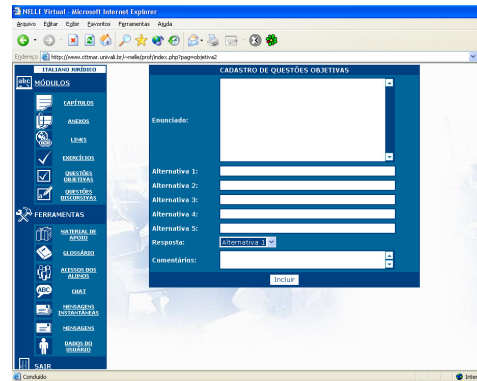 NELLE Virtual - Microsoft Internet Explorer
Arquivo Editar Exibir Favoritos Ferramentas Ajuda
Endereço http://www.cttmar.univali.br/~nelle/prof/index.php?pag=objetiva2
ITALIANO JURÍDICO
abc MÓDULOS
CAPÍTULOS
ANEXOS
LINKS
EXERCÍCIOS
QUESTÕES
OBJETIVAS
QUESTÕES
DISCURSIVAS
FERRAMENTAS
MATERIAL DE
APOIO
GLOSSÁRIO
ACESSOS DOS
ALUNOS
ABC CHAT
MENSAGENS
INSTANTÂNEAS
MENSAGENS
DADOS DO
USUÁRIO
SAIR
CADASTRO DE QUESTÕES OBJETIVAS
Enunciado:
Alternativa 1:
Alternativa 2:
Alternativa 3:
Alternativa 4:
Alternativa 5:
Resposta: Alternativa 1
Comentários:
Incluir
Concluído Inter